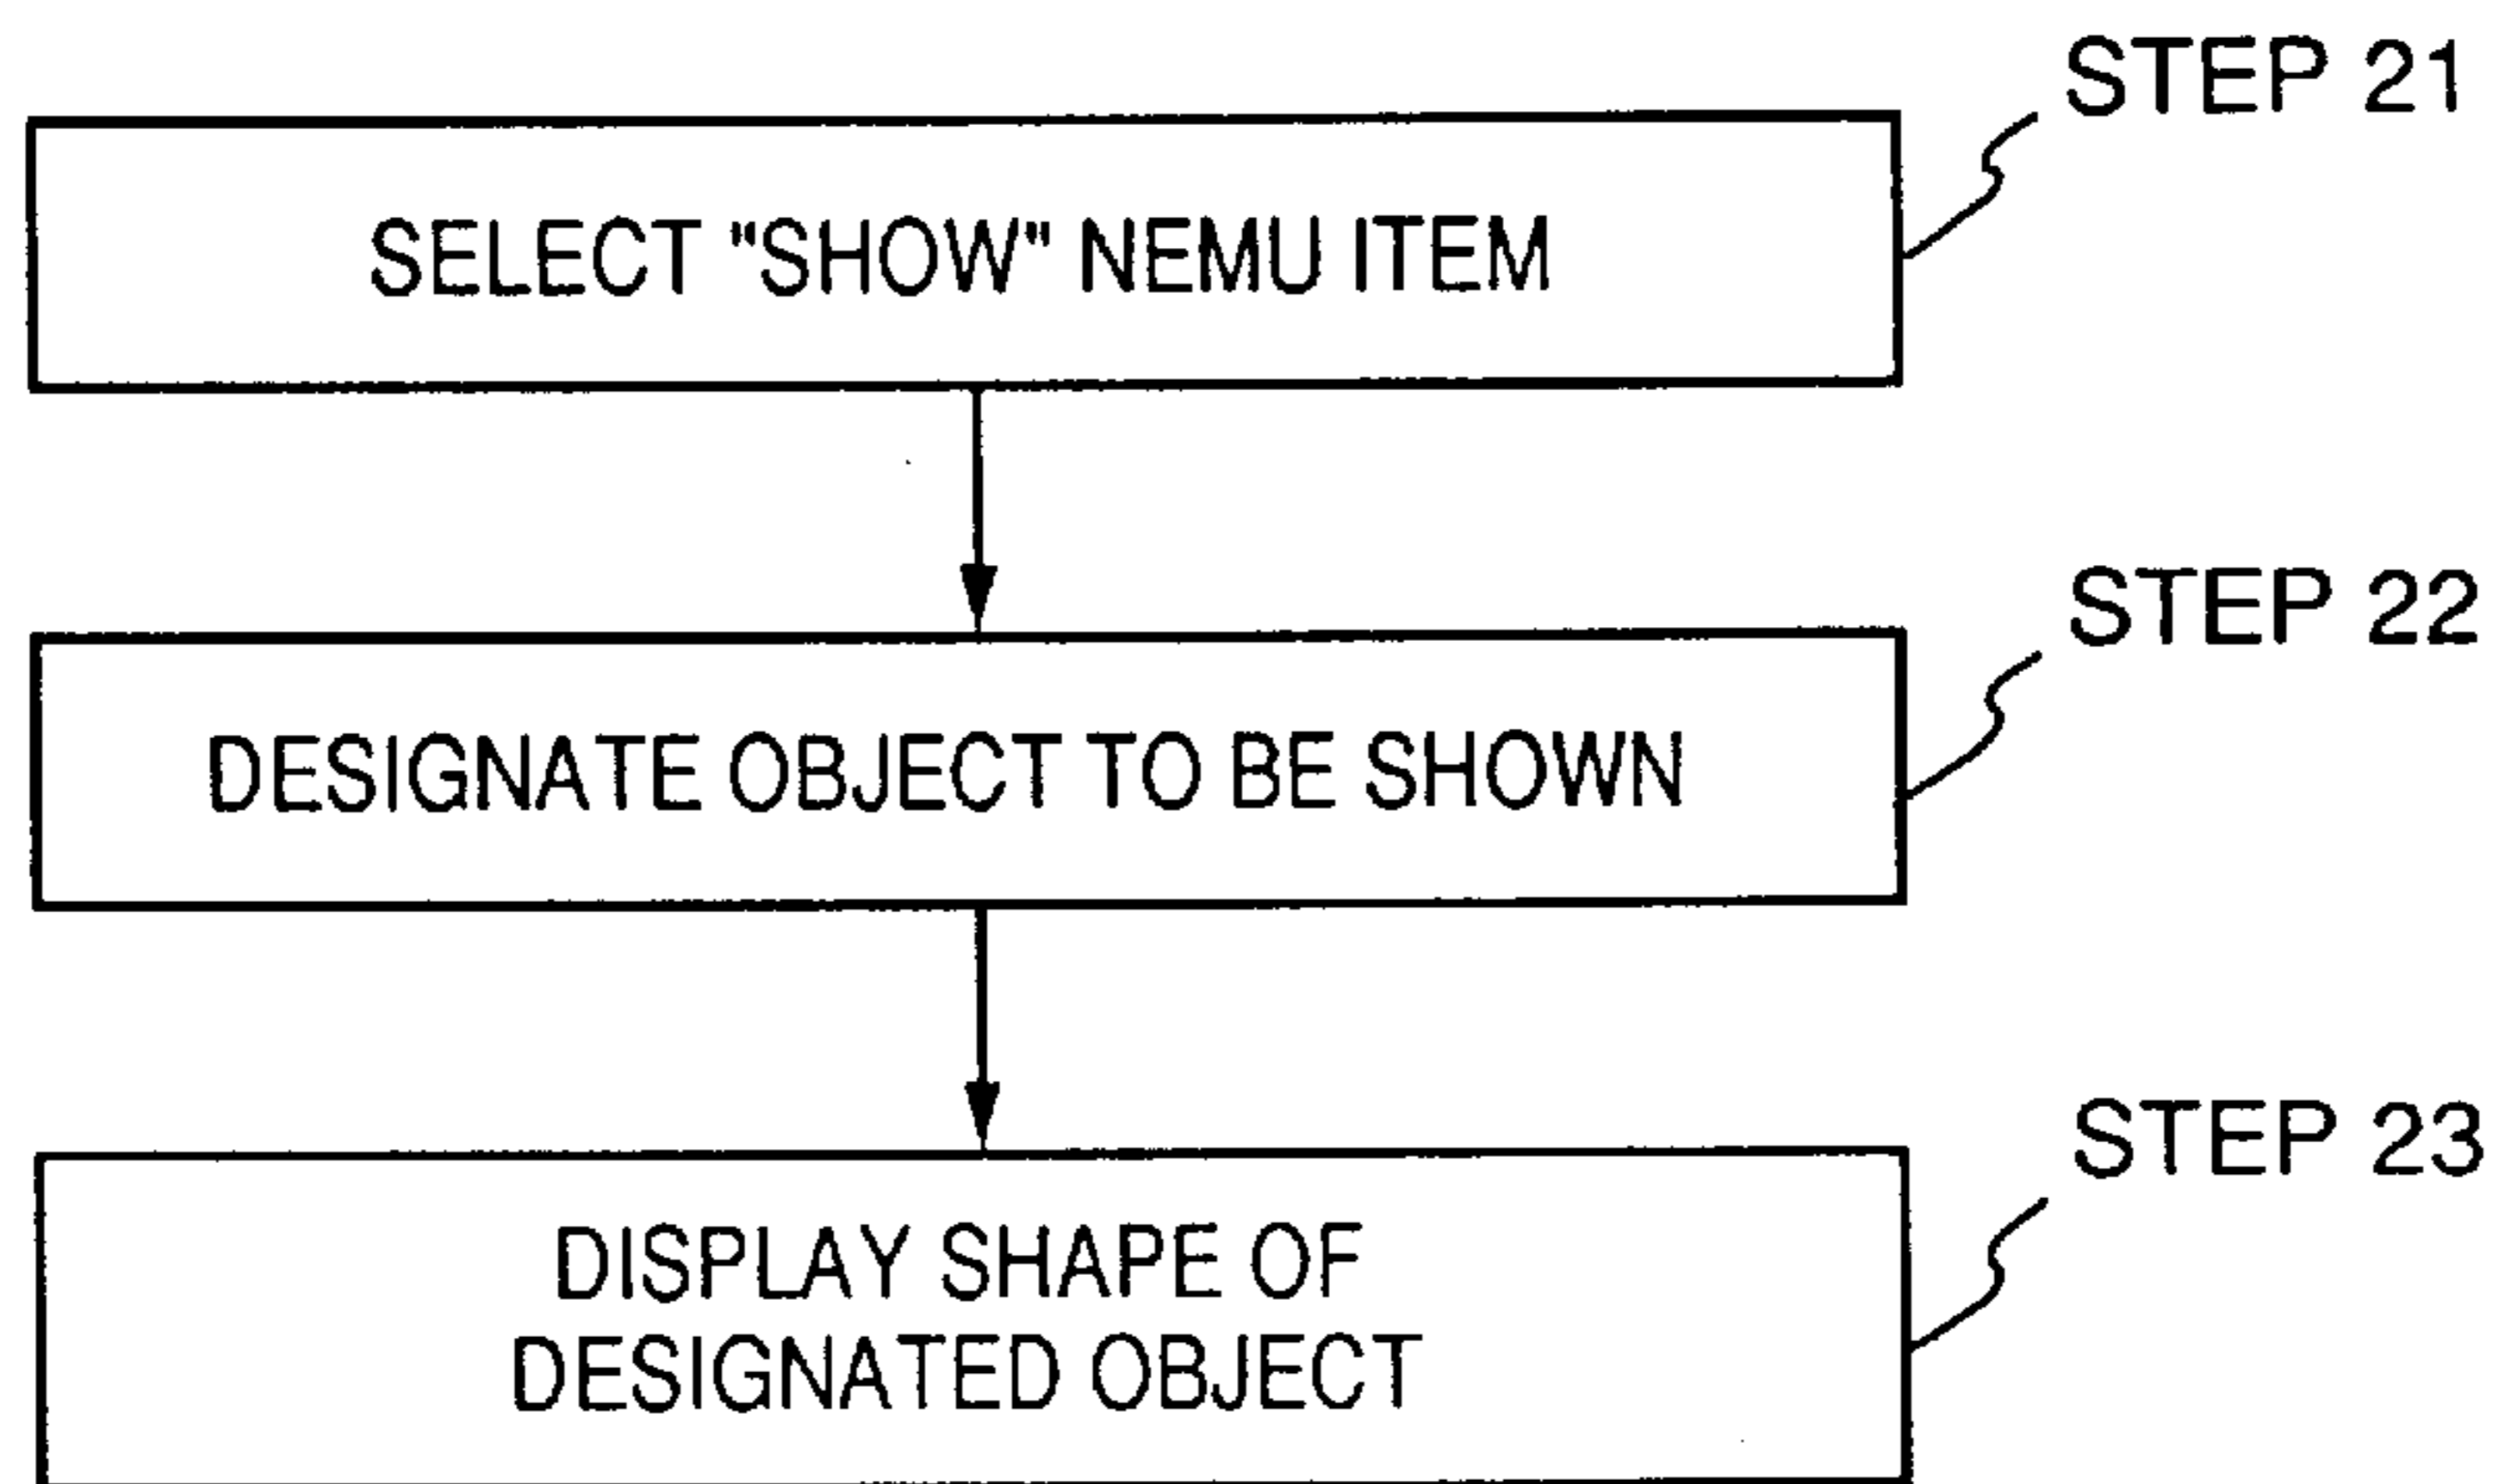 STEP 21
SELECT "SHOW" NEMU ITEM
STEP 22
DESIGNATE OBJECT TO BE SHOWN
STEP 23
DISPLAY SHAPE OF
DESIGNATED OBJECT